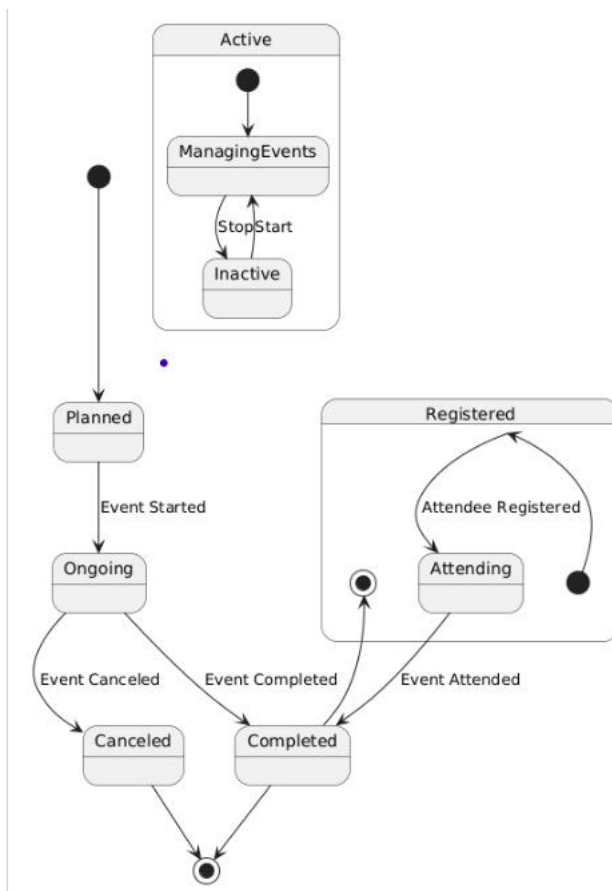 Active
ManagingEvents
Stop
Start
Inactive
Planned
Registered
Event Started
Attendee Registered
Ongoing
Attending
Event Canceled
Event Completed
Event Attended
Canceled
Completed